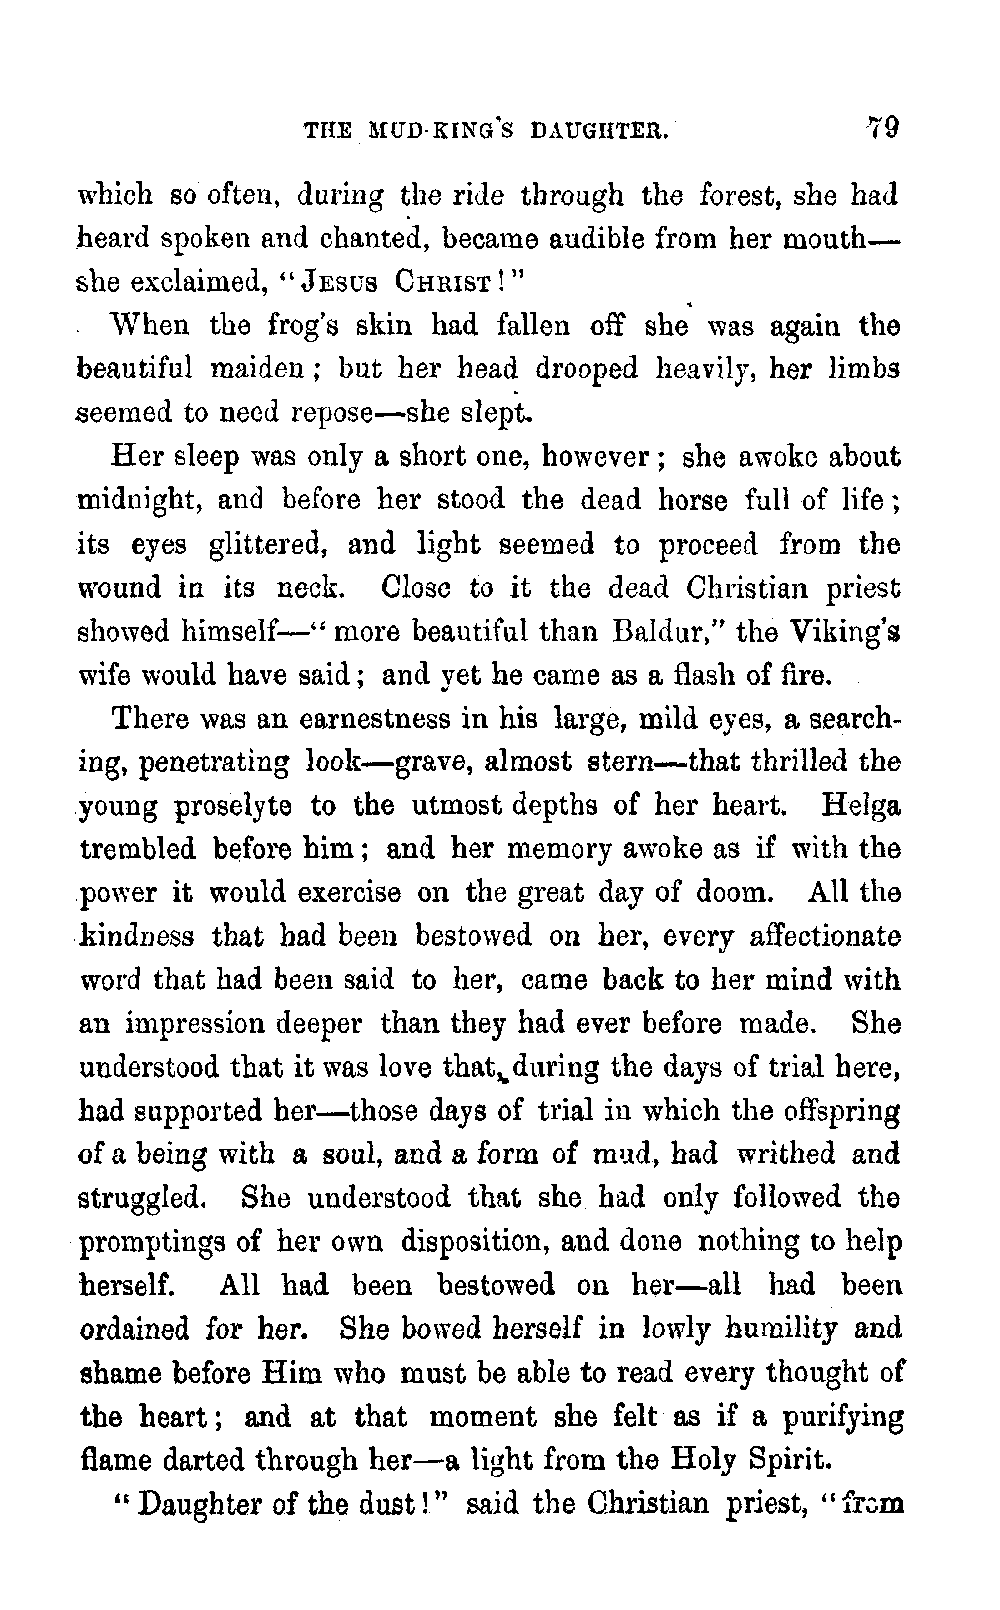 THE MUD-KING'S DAUGHTER. 79
which so often, during the ride through the forest, she had
heard spoken and chanted, became audible from her mouth—
she exclaimed, "JESUS CHRIST!"
When the frog's skin had fallen off she was again the
beautiful maiden; but her head drooped heavily, her limbs
seemed to need repose—she slept.
Her sleep was only a short one, however; she awoke about
midnight, and before her stood the dead horse full of life;
its eyes glittered, and light seemed to proceed from the
wound in its neck. Close to it the dead Christian priest
showed himself—"more beautiful than Baldur," the Viking's
wife would have said; and yet he came as a flash of fire.
There was an earnestness in his large, mild eyes, a search-
ing, penetrating look—grave, almost stern—that thrilled the
young proselyte to the utmost depths of her heart. Helga
trembled before him; and her memory awoke as if with the
power it would exercise on the great day of doom. All the
kindness that had been bestowed on her, every affectionate
word that had been said to her, came back to her mind with
an impression deeper than they had ever before made. She
understood that it was love that, during the days of trial here,
had supported her—those days of trial in which the offspring
of a being with a soul, and a form of mud, had writhed and
struggled. She understood that she had only followed the
promptings of her own disposition, and done nothing to help
herself. All had been bestowed on her—all had been
ordained for her. She bowed herself in lowly humility and
shame before Him who must be able to read every thought of
the heart; and at that moment she felt as if a purifying
flame darted through her—a light from the Holy Spirit.
"Daughter of the dust!" said the Christian priest, "from